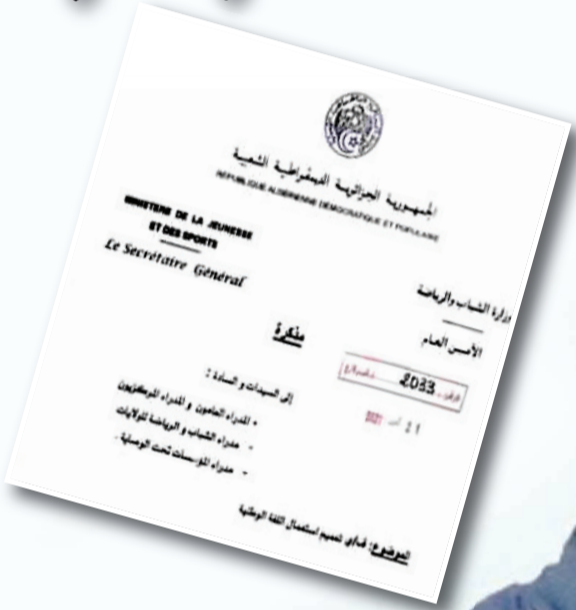 الجمهورية الجزائرية الديمقراطية الشعبية
REPUBLIQUE ALGERIENNE DEMOCRATIQUE ET POPULAIRE
MINISTERE DE LA JEUNESSE
ET DES SPORTS
Le Secrétaire Général
وزارة الشباب والرياضة
الأمين العام
مذكرة
2033
21 2021
إلى السيدات و السادة :
المدراء العامون و المدراء المركزيون
- مدراء الشباب و الرياضة للولايات
- مدراء المؤسسات تحت الوصاية .
الموضوع: تعميم استعمال اللغة الوطنية